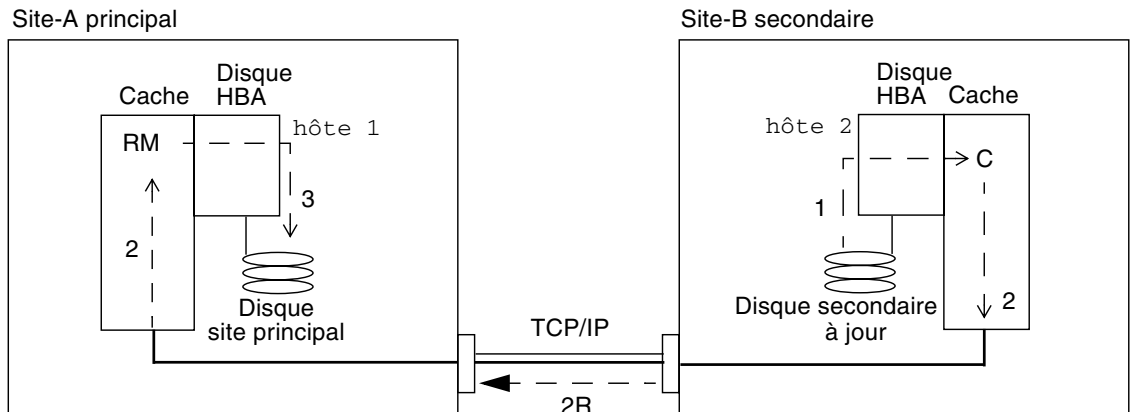 Site-A principal
Site-B secondaire
Disque
HBA
Cache
hôte 1
RM
3
2
Disque
site principal
TCP/IP
2R
Disque
HBA
Cache
hôte 2
C
1
2
Disque secondaire
à jour